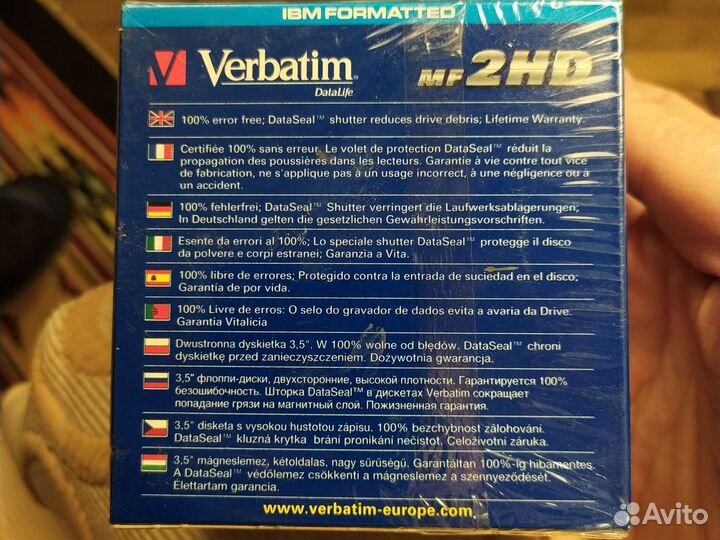 IBM FORMATTED
Verbatim®
DataLife
MF 2HD
100% error free; DataSeal™ shutter reduces drive debris; Lifetime Warranty.
Certifiée 100% sans erreur. Le volet de protection DataSeal™ réduit la
propagation des poussières dans les lecteurs. Garantie à vie contre tout vice
de fabrication, ne s'applique pas à un usage incorrect, à une négligence ou à
un accident.
100% fehlerfrei; DataSeal™ Shutter verringert die Laufwerksablagerungen;
In Deutschland gelten die gesetzlichen Gewährleistungsvorschriften.
Esente da errori al 100%; Lo speciale shutter DataSeal™ protegge il disco
da polvere e corpi estranei; Garanzia a Vita.
100% libre de errores; Protegido contra la entrada de suciedad en el disco;
Garantía de por vida.
100% Livre de erros: O selo do gravador de dados evita a avaria da Drive.
Garantia Vitalícia
Dwustronna dyskietka 3,5". W 100% wolne od błędów. DataSeal™ chroni
dyskietkę przed zanieczyszczeniem. Dożywotnia gwarancja.
3,5" флоппи-диски, двухсторонние, высокой плотности. Гарантируется 100%
безошибочность. Шторка DataSeal™ в дискетах Verbatim сокращает
попадание грязи на магнитный слой. Пожизненная гарантия.
3,5" disketa s vysokou hustotou zápisu. 100% bezchybnost zálohování.
DataSeal™ kluzná krytka brání pronikání nečistot. Celoživotní záruka.
3,5" mágneslemez, kétoldalas, nagy sűrűségű. Garantáltan 100%-ig hibamentes.
A DataSeal™ védőlemez csökkenti a mágneslemez a szennyeződését.
Élettartam garancia.
www.verbatim-europe.com
Avito